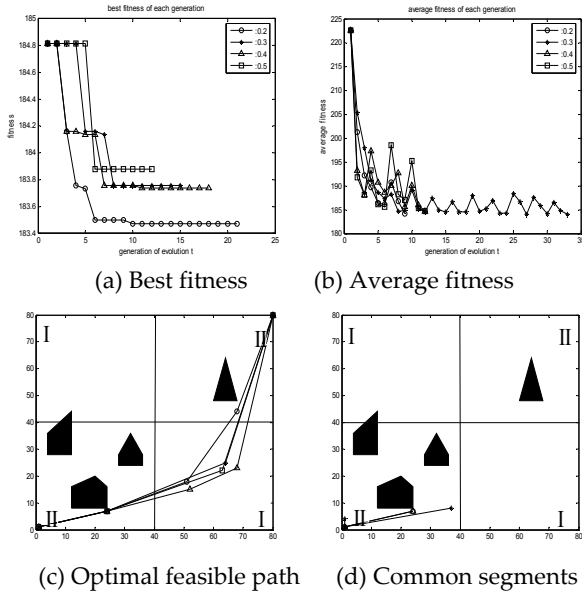 best fitness of each generation
184.8
184.6
184.4
184.2
184
183.8
183.6
183.4
fitness
0 5 10 15 20 25
generation of evolution t
:0.2
:0.3
:0.4
:0.5
(a) Best fitness
average fitness of each generation
225
220
215
210
205
200
195
190
185
180
average fitness
0 5 10 15 20 25 30 35
generation of evolution t
:0.2
:0.3
:0.4
:0.5
(b) Average fitness
80
70
60
50
40
30
20
10
0
0 10 20 30 40 50 60 70 80
I
II
II
I
(c) Optimal feasible path
80
70
60
50
40
30
20
10
0
0 10 20 30 40 50 60 70 80
I
II
II
I
(d) Common segments